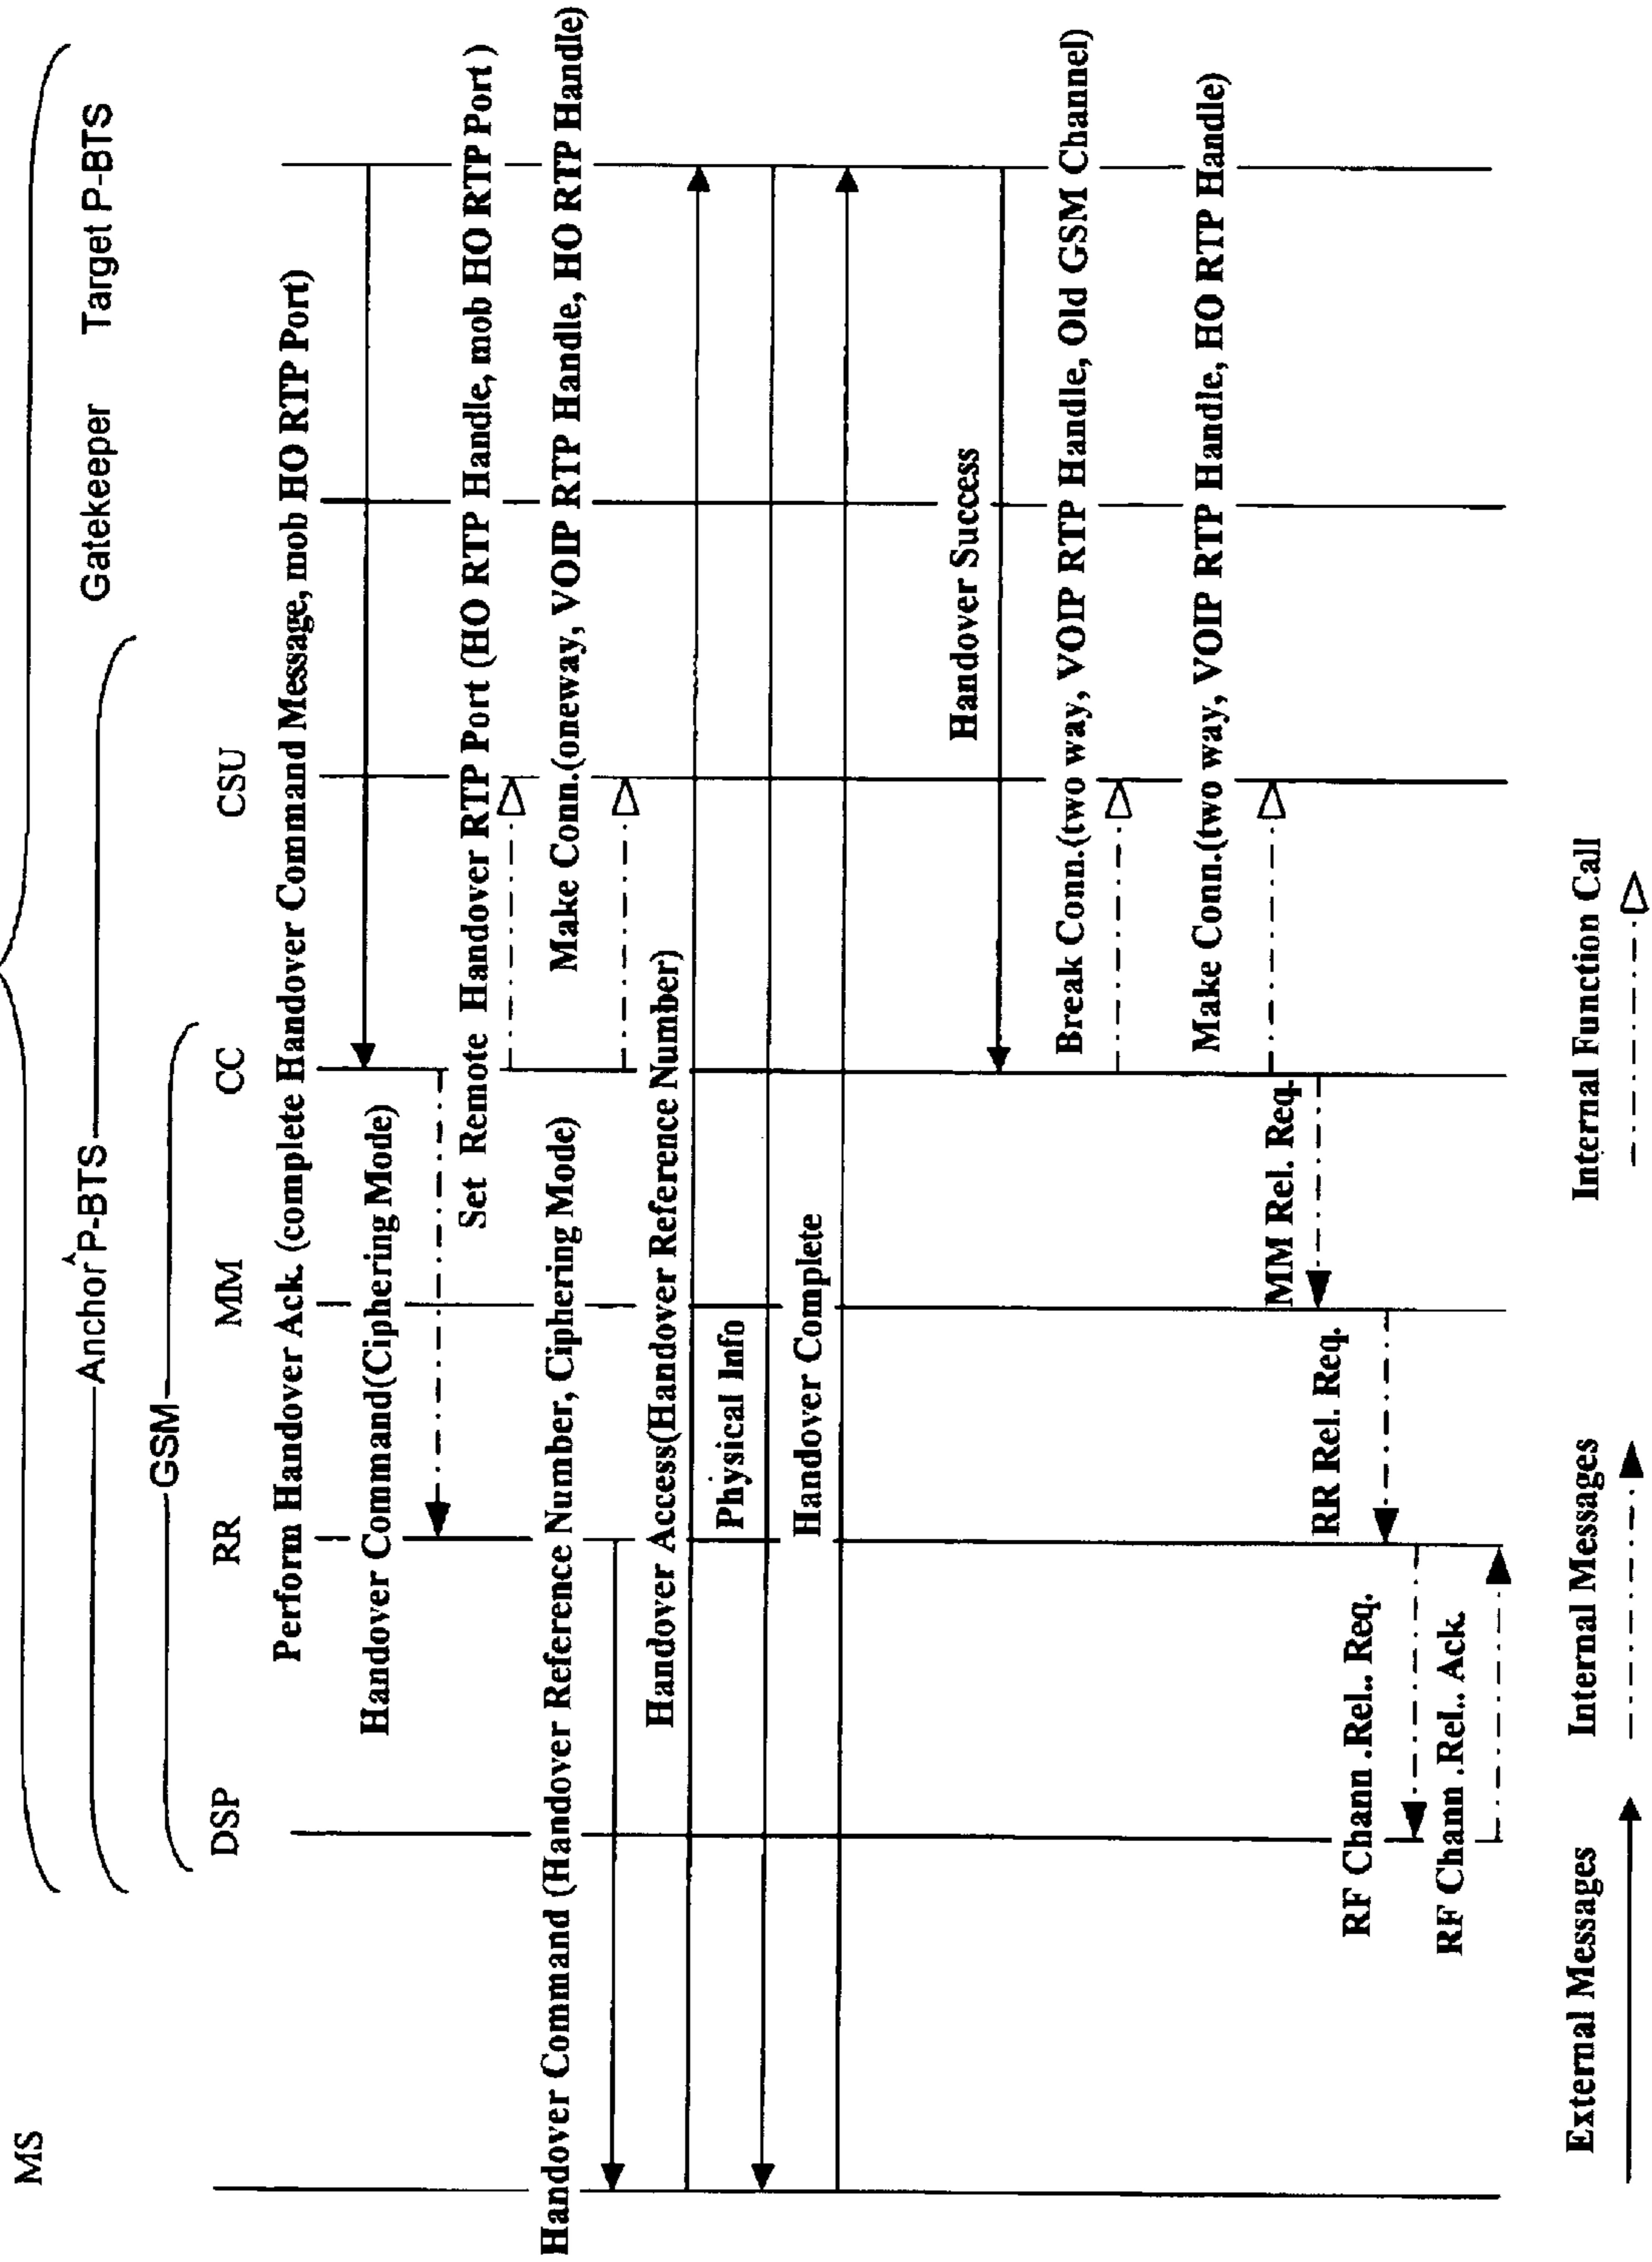 MS
Anchor P-BTS
Gatekeeper
Target P-BTS
GSM
DSP
RR
MM
CC
CSU
Perform Handover Ack. (complete Handover Command Message, mob HO RTP Port)
Handover Command(Ciphering Mode)
Set Remote Handover RTP Port (HO RTP Handle, mob HO RTP Port )
Make Conn.(oneway, VOIP RTP Handle, HO RTP Handle)
Handover Command (Handover Reference Number, Ciphering Mode)
Handover Access(Handover Reference Number)
Physical Info
Handover Complete
Handover Success
Break Conn.(two way, VOIP RTP Handle, Old GSM Channel)
Make Conn.(two way, VOIP RTP Handle, HO RTP Handle)
MM Rel. Req.
RR Rel. Req.
RF Chann .Rel.. Req.
RF Chann .Rel.. Ack.
External Messages
Internal Messages
Internal Function Call